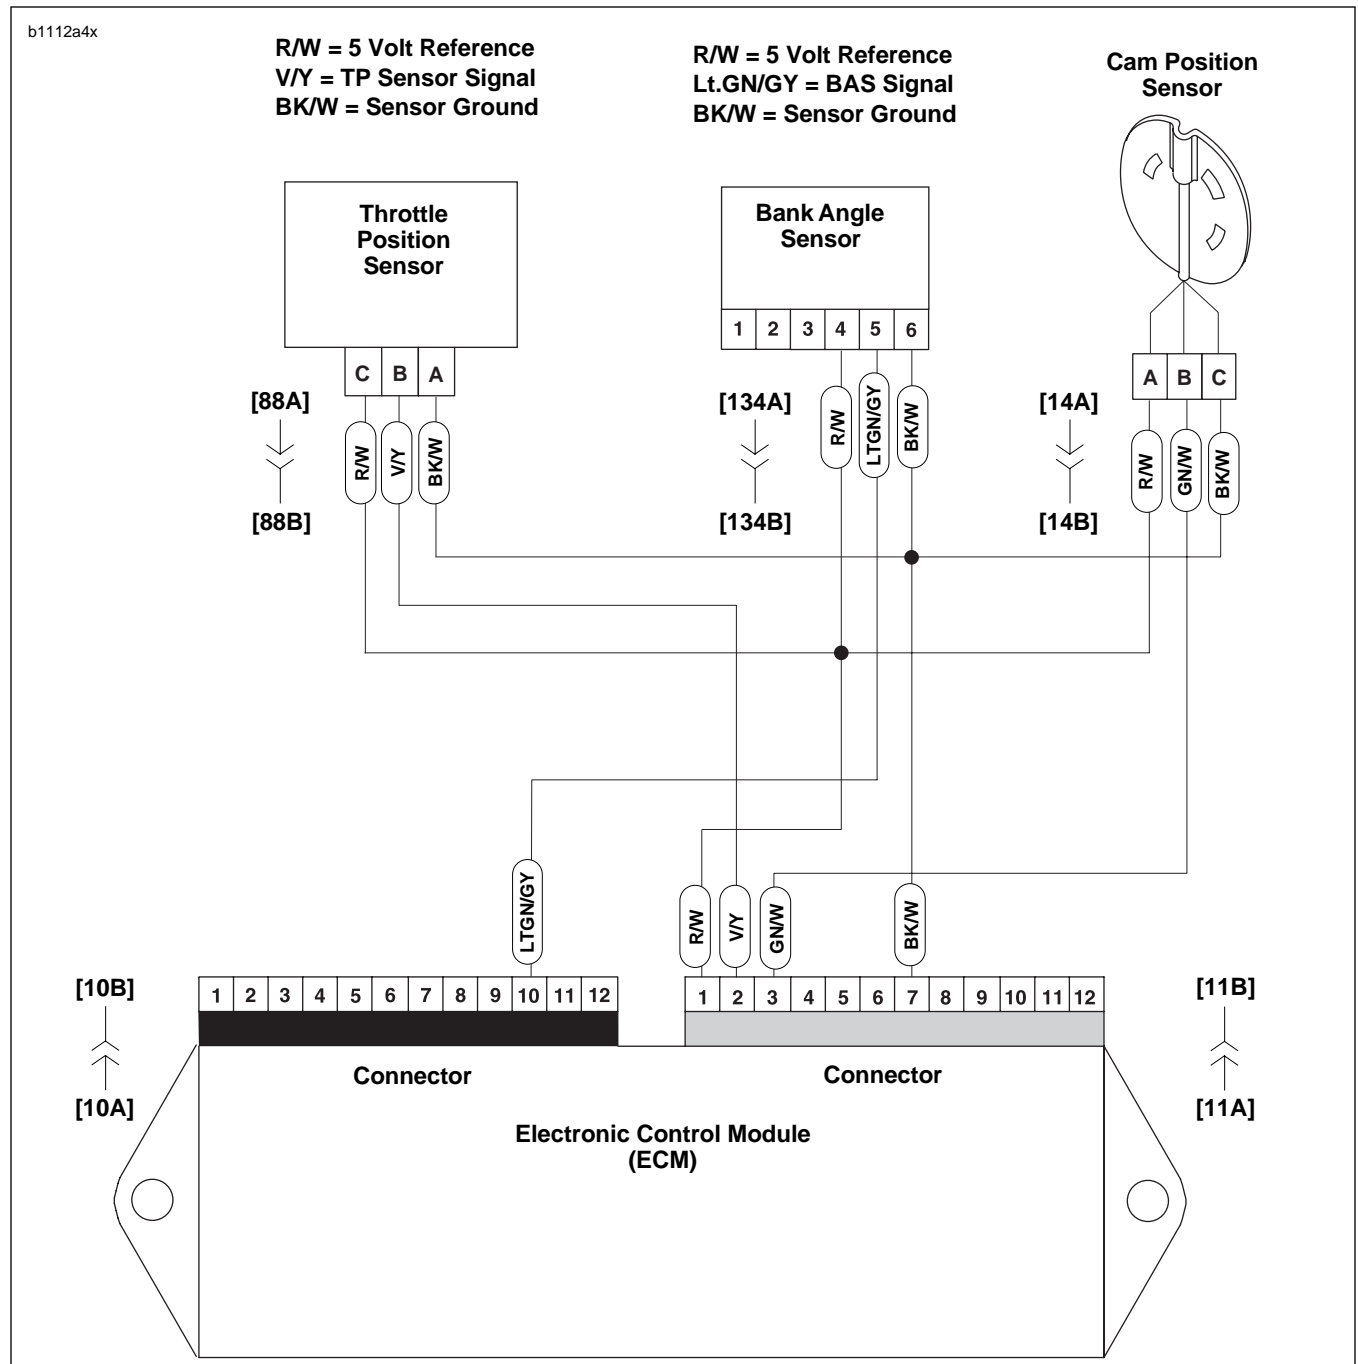 b1112a4x
R/W = 5 Volt Reference
V/Y = TP Sensor Signal
BK/W = Sensor Ground
R/W = 5 Volt Reference
Lt.GN/GY = BAS Signal
BK/W = Sensor Ground
Cam Position
Sensor
Throttle
Position
Sensor
Bank Angle
Sensor
1 2 3 4 5 6
C B A
A B C
[88A]
[88B]
R/W
V/Y
BK/W
[134A]
[134B]
R/W
LTGN/GY
BK/W
[14A]
[14B]
R/W
GN/W
BK/W
LTGN/GY
R/W
V/Y
GN/W
BK/W
[10B]
[10A]
1 2 3 4 5 6 7 8 9 10 11 12
1 2 3 4 5 6 7 8 9 10 11 12
[11B]
[11A]
Connector
Connector
Electronic Control Module
(ECM)